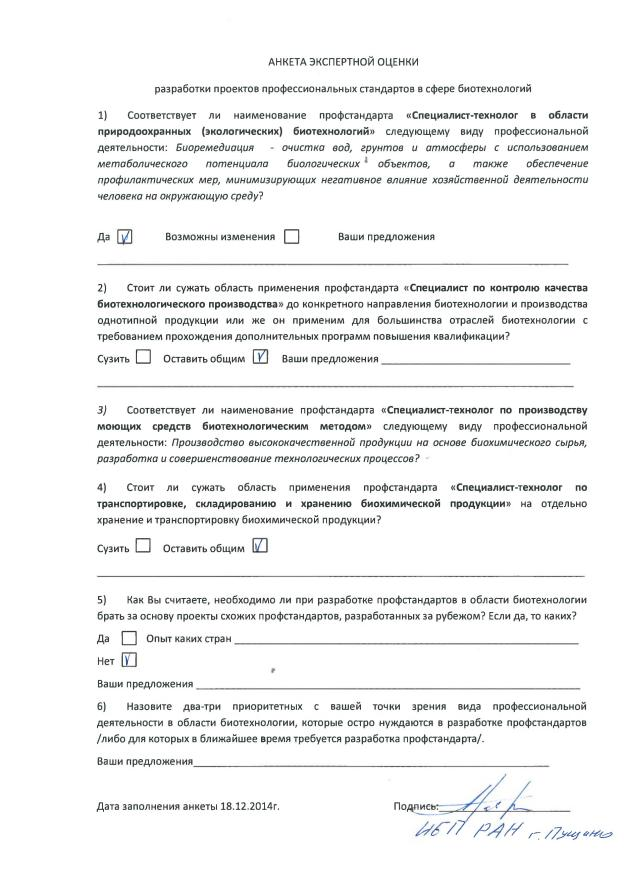 АНКЕТА ЭКСПЕРТНОЙ ОЦЕНКИ
разработки проектов профессиональных стандартов в сфере биотехнологий
1) Соответствует ли наименование профстандарта «Специалист-технолог в области
природоохранных (экологических) биотехнологий» следующему виду профессиональной
деятельности: Биоремедиация - очистка вод, грунтов и атмосферы с использованием
метаболического потенциала биологических объектов, а также обеспечение
профилактических мер, минимизирующих негативное влияние хозяйственной деятельности
человека на окружающую среду?
Да Возможны изменения Ваши предложения
2) Стоит ли сужать область применения профстандарта «Специалист по контролю качества
биотехнологического производства» до конкретного направления биотехнологии и производства
однотипной продукции или же он применим для большинства отраслей биотехнологии с
требованием прохождения дополнительных программ повышения квалификации?
Сузить Оставить общим Ваши предложения
3) Соответствует ли наименование профстандарта «Специалист-технолог по производству
моющих средств биотехнологическим методом» следующему виду профессиональной
деятельности: Производство высококачественной продукции на основе биохимического сырья,
разработка и совершенствование технологических процессов?
4) Стоит ли сужать область применения профстандарта «Специалист-технолог по
транспортировке, складированию и хранению биохимической продукции» на отдельно
хранение и транспортировку биохимической продукции?
Сузить Оставить общим
5) Как Вы считаете, необходимо ли при разработке профстандартов в области биотехнологии
брать за основу проекты схожих профстандартов, разработанных за рубежом? Если да, то каких?
Да Опыт каких стран
Нет
Ваши предложения
6) Назовите два-три приоритетных с вашей точки зрения вида профессиональной
деятельности в области биотехнологии, которые остро нуждаются в разработке профстандартов
/либо для которых в ближайшее время требуется разработка профстандарта/.
Ваши предложения
Дата заполнения анкеты 18.12.2014г. Подпись:
ИБП РАН г. Пущино